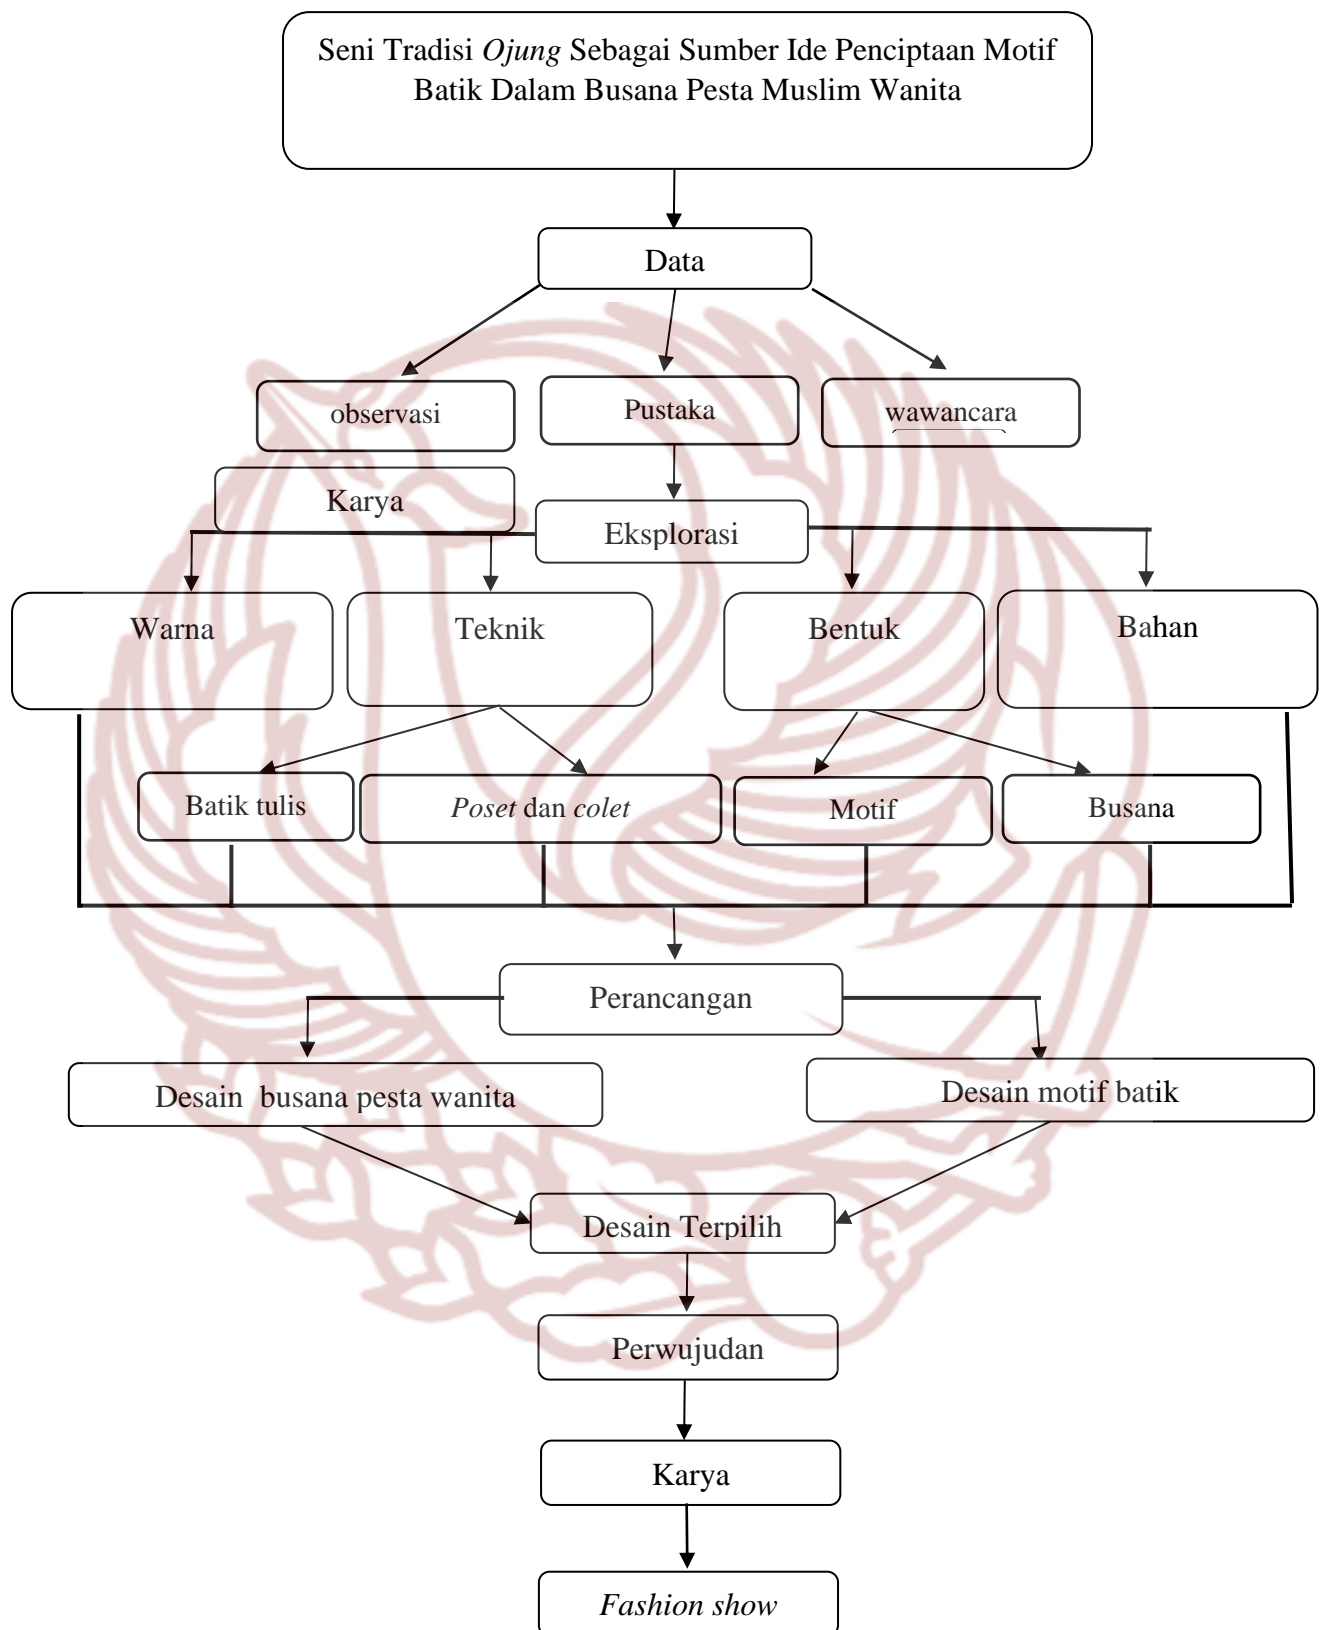 Seni Tradisi Ojung Sebagai Sumber Ide Penciptaan Motif
Batik Dalam Busana Pesta Muslim Wanita
Data
observasi
Pustaka
wawancara
Karya
Eksplorasi
Warna
Teknik
Bentuk
Bahan
Batik tulis
Poset dan colet
Motif
Busana
Perancangan
Desain  busana pesta wanita
Desain motif batik
Desain Terpilih
Perwujudan
Karya
Fashion show